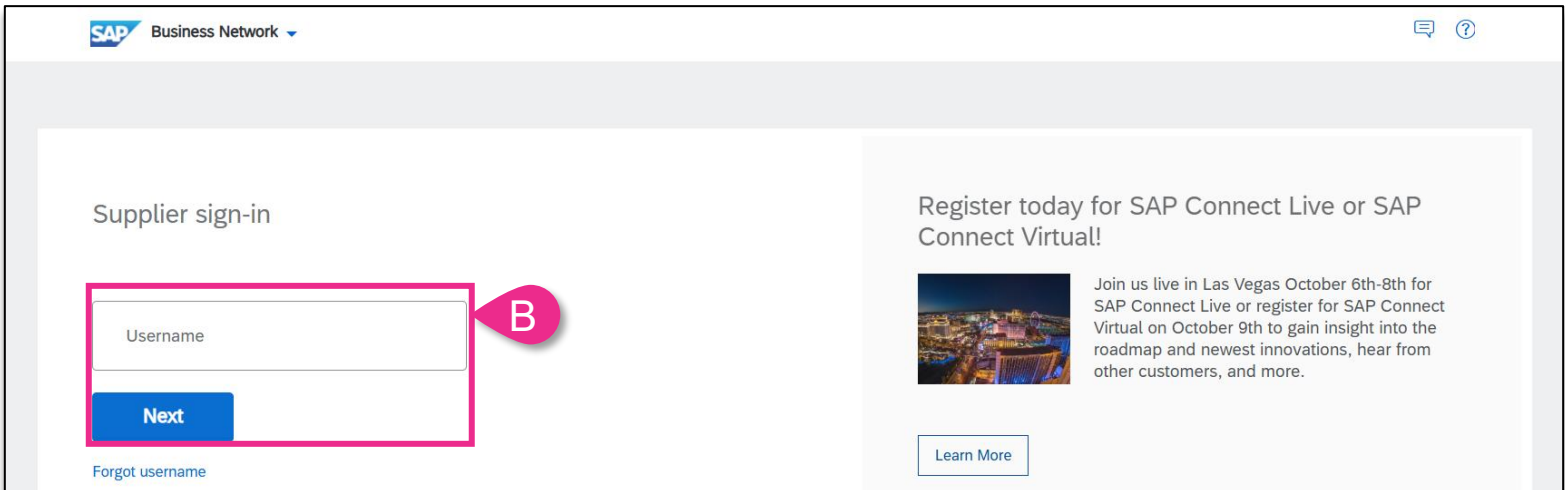 SAP Business Network
Supplier sign-in
Username
B
Next
Forgot username
Register today for SAP Connect Live or SAP
Connect Virtual!
Join us live in Las Vegas October 6th-8th for
SAP Connect Live or register for SAP Connect
Virtual on October 9th to gain insight into the
roadmap and newest innovations, hear from
other customers, and more.
Learn More